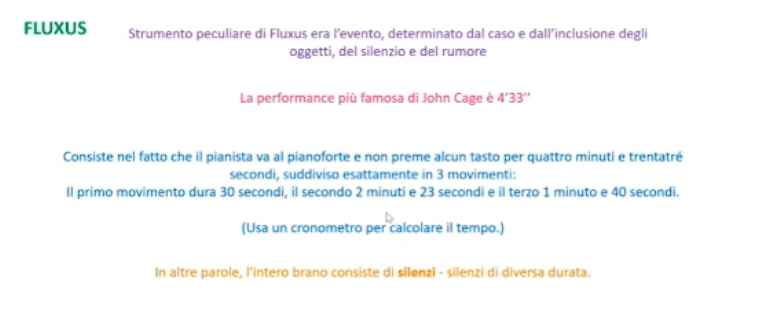 FLUXUS
Strumento peculiare di Fluxus era l'evento, determinato dal caso e dall'inclusione degli
oggetti, del silenzio e del rumore
La performance più famosa di John Cage è 4'33''
Consiste nel fatto che il pianista va al pianoforte e non preme alcun tasto per quattro minuti e trentatré
secondi, suddiviso esattamente in 3 movimenti:
Il primo movimento dura 30 secondi, il secondo 2 minuti e 23 secondi e il terzo 1 minuto e 40 secondi.
(Usa un cronometro per calcolare il tempo.)
In altre parole, l'intero brano consiste di silenzi - silenzi di diversa durata.